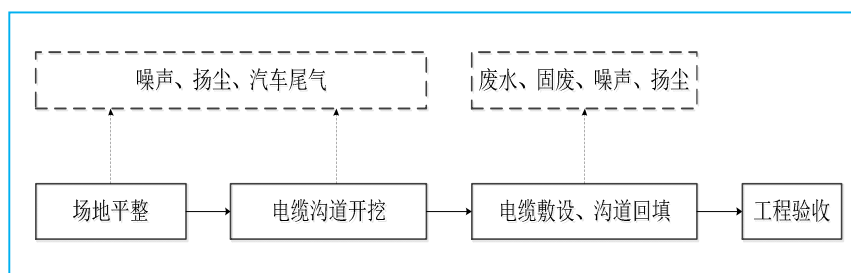 噪声、扬尘、汽车尾气
废水、固废、噪声、扬尘
场地平整
电缆沟道开挖
电缆敷设、沟道回填
工程验收